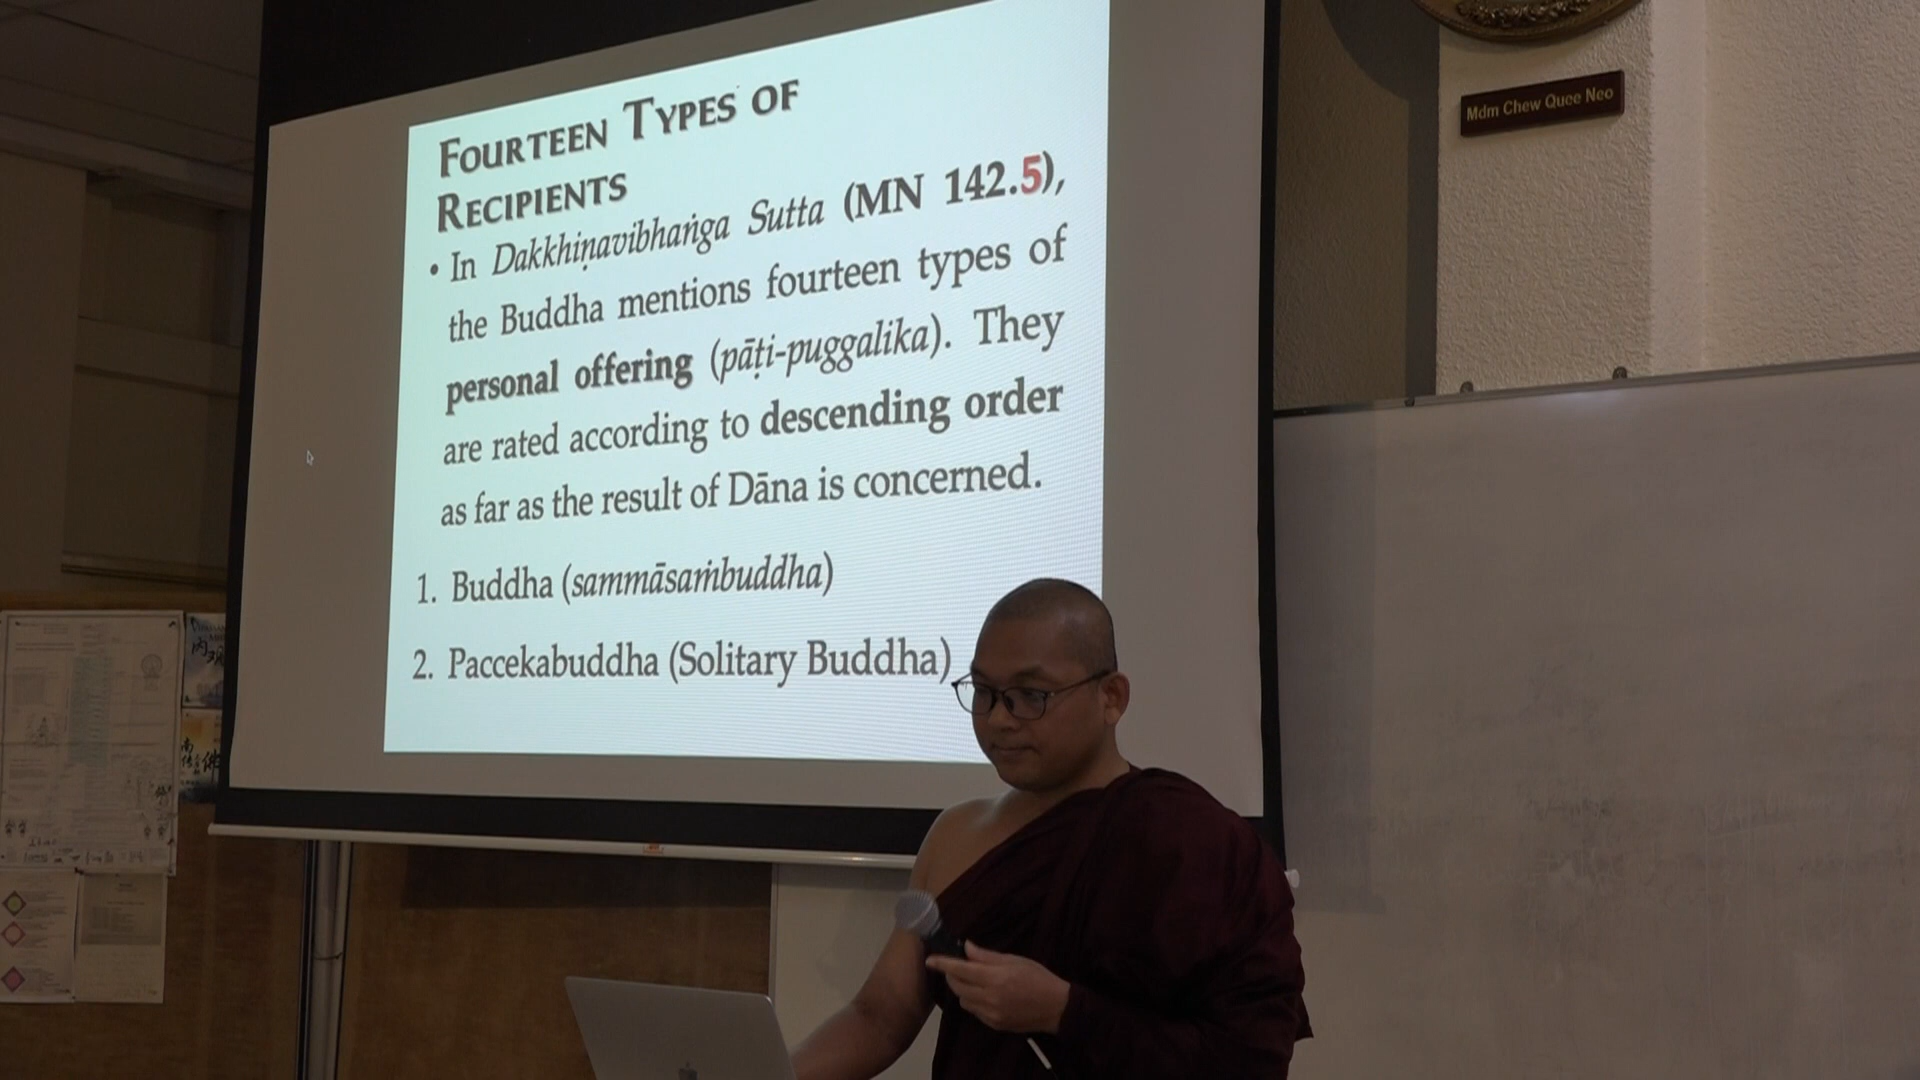 FOURTEEN TYPES OF
RECIPIENTS
• In Dakkhiṇavibhaṅga Sutta (MN 142.5),
the Buddha mentions fourteen types of
personal offering (pāṭi-puggalika). They
are rated according to descending order
as far as the result of Dāna is concerned.
1. Buddha (sammāsaṁbuddha)
2. Paccekabuddha (Solitary Buddha)
Mdm Chew Quee Neo